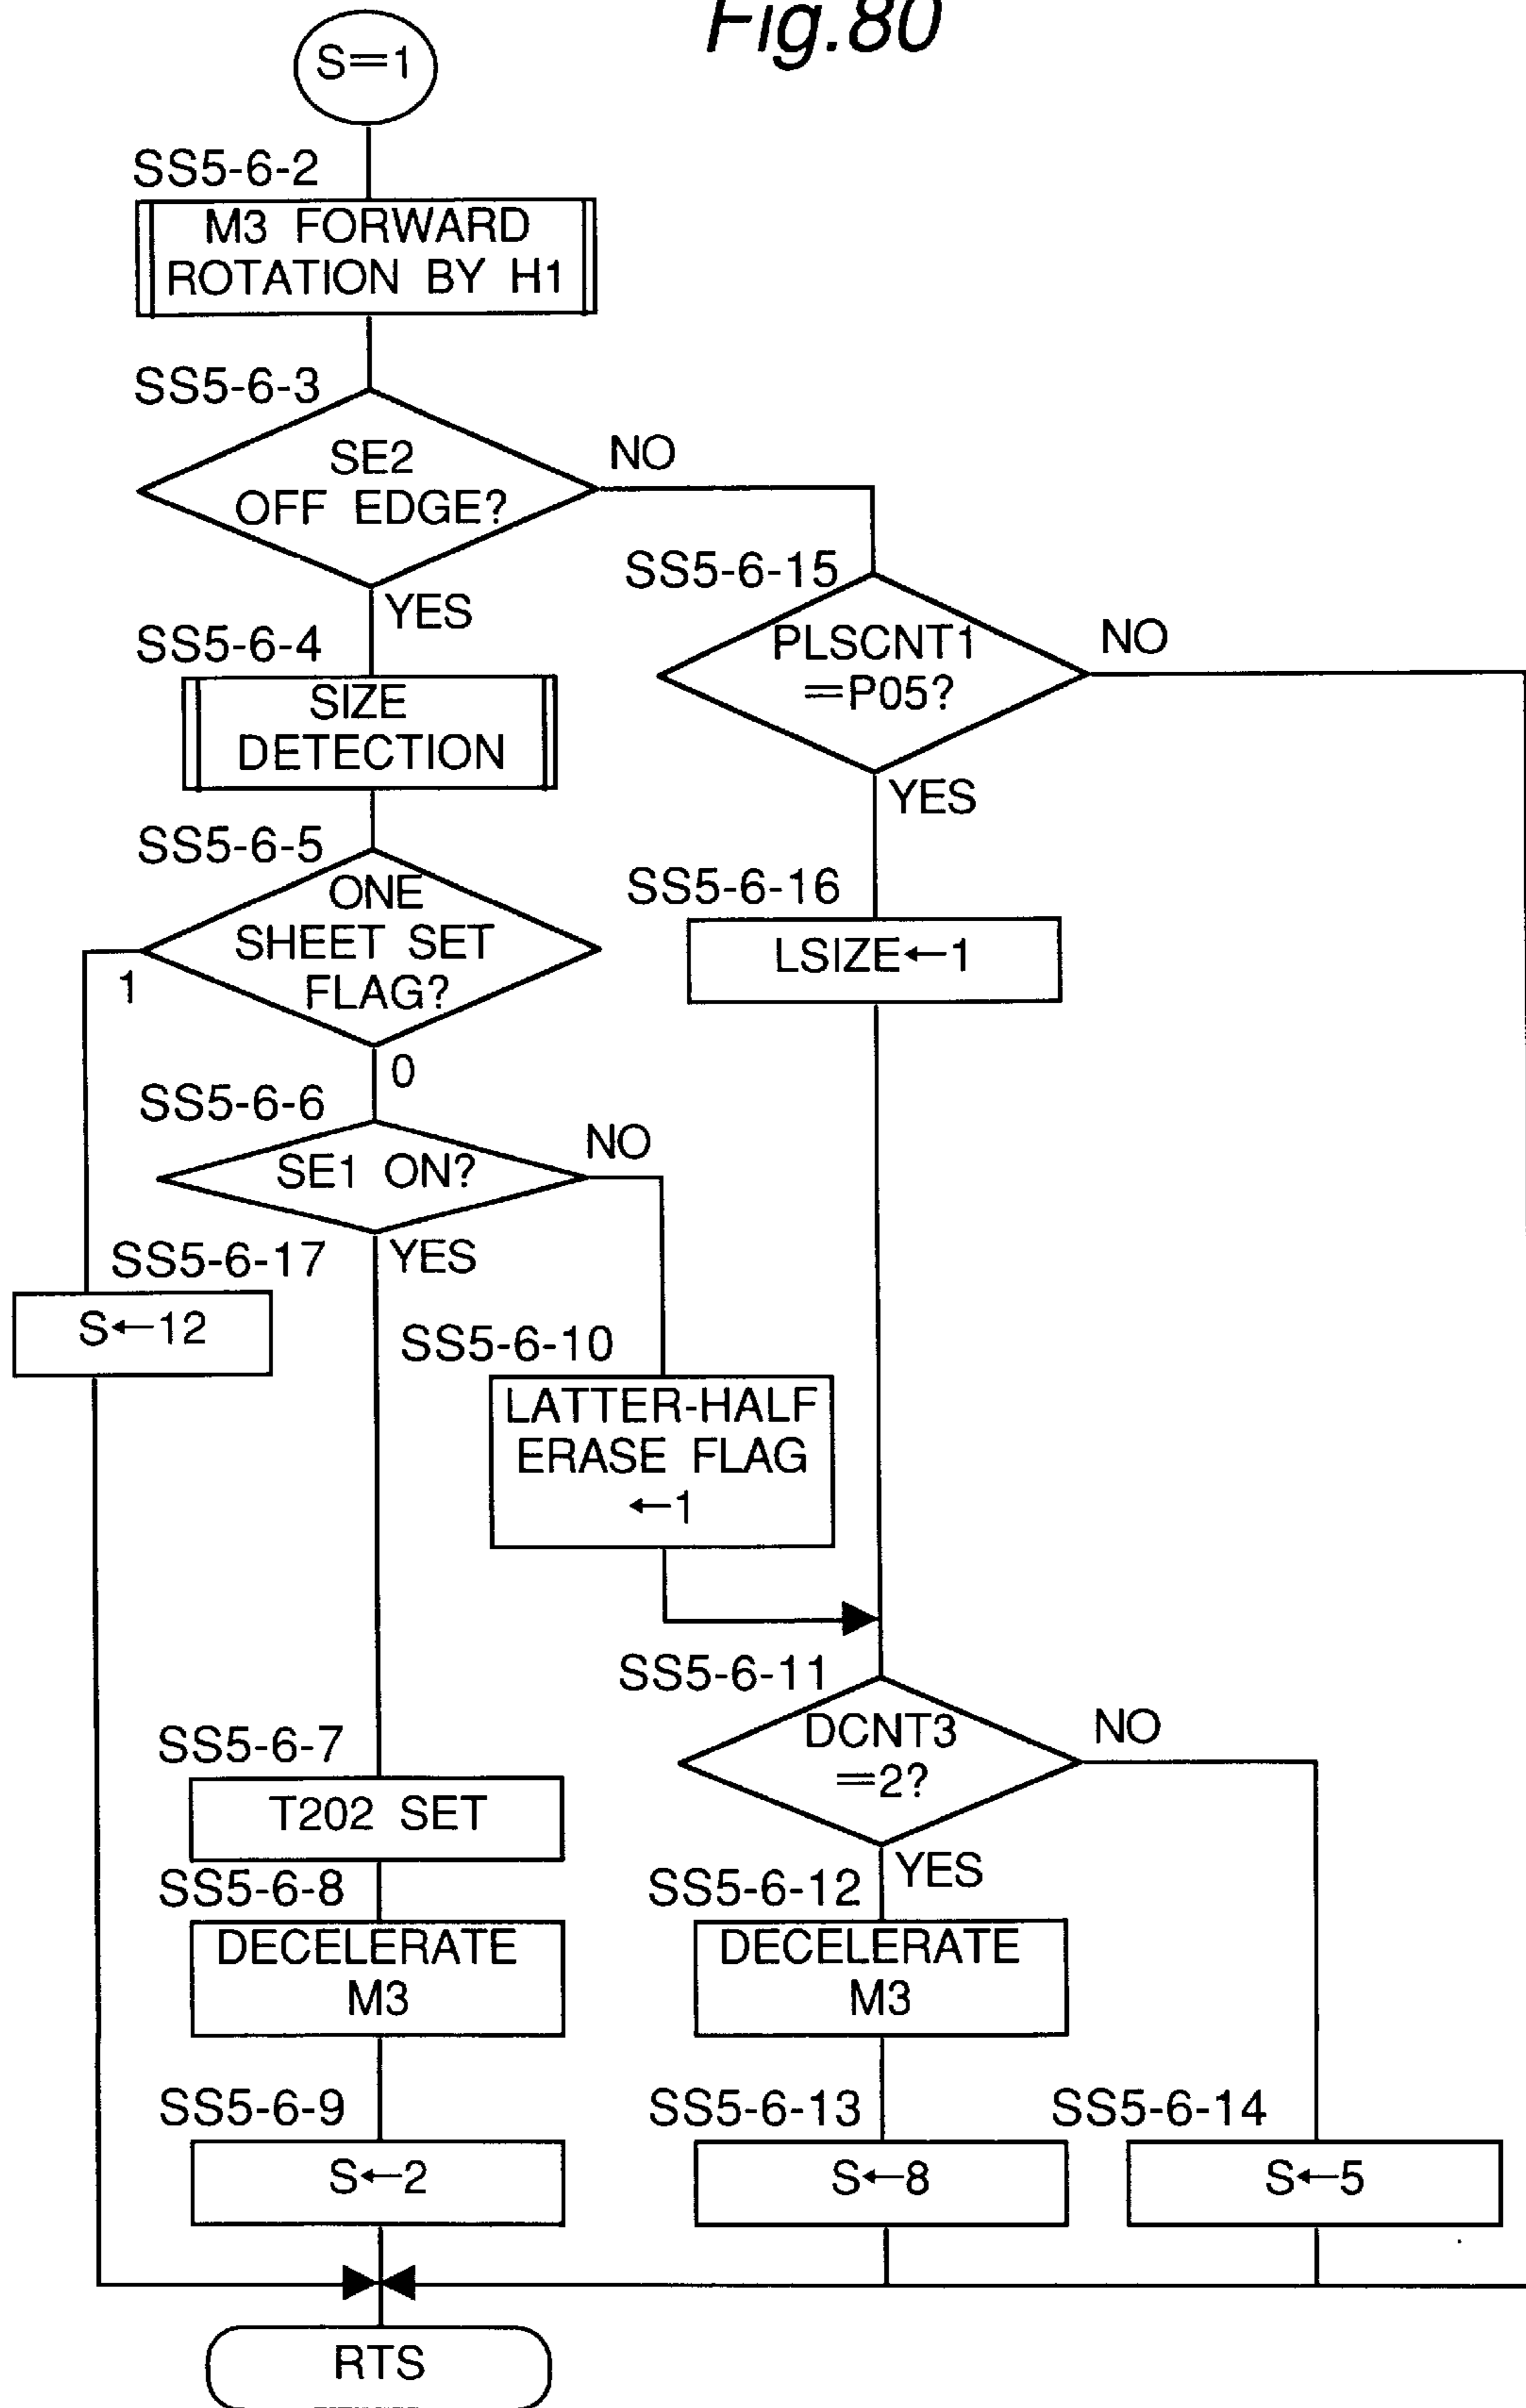 Fig.80
S=1
SS5-6-2
M3 FORWARD
ROTATION BY H1
SS5-6-3
SE2
OFF EDGE?
NO
YES
SS5-6-15
PLSCNT1
=P05?
NO
YES
SS5-6-4
SIZE
DETECTION
SS5-6-5
ONE
SHEET SET
FLAG?
1
0
SS5-6-16
LSIZE←1
SS5-6-6
SE1 ON?
NO
YES
SS5-6-17
S←12
SS5-6-10
LATTER-HALF
ERASE FLAG
←1
SS5-6-11
DCNT3
=2?
NO
YES
SS5-6-7
T202 SET
SS5-6-8
DECELERATE
M3
SS5-6-12
DECELERATE
M3
SS5-6-9
S←2
SS5-6-13
S←8
SS5-6-14
S←5
RTS